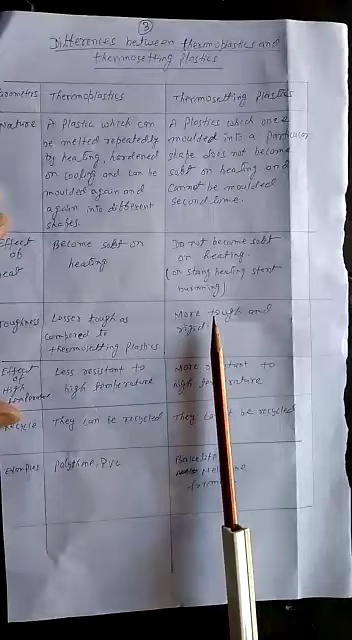 3
Differences between thermoplastics and
thermosetting plastics
Thermoplastics
Thermosetting Plastics
Nature
A Plastic which can
be melted repeatedly
by heating, hardened
on cooling and can be
moulded again and
again into different
shapes.
A Plastics which once
moulded into a Particular
shape does not become
soft on heating and
Cannot be moulded
second time.
Effect
of
heat
Become soft on
heating
Do not become soft
on heating.
(on strong heating start
burning)
Toughness
Lesser tough as
compared to
thermosetting plastics
More tough and
rigid.
Effect
of
High
temperature
Less resistant to
high temperature
More to
high
Recycle
They can be recycled
They be recycled
Examples
Polythene, PVC
Bakelite